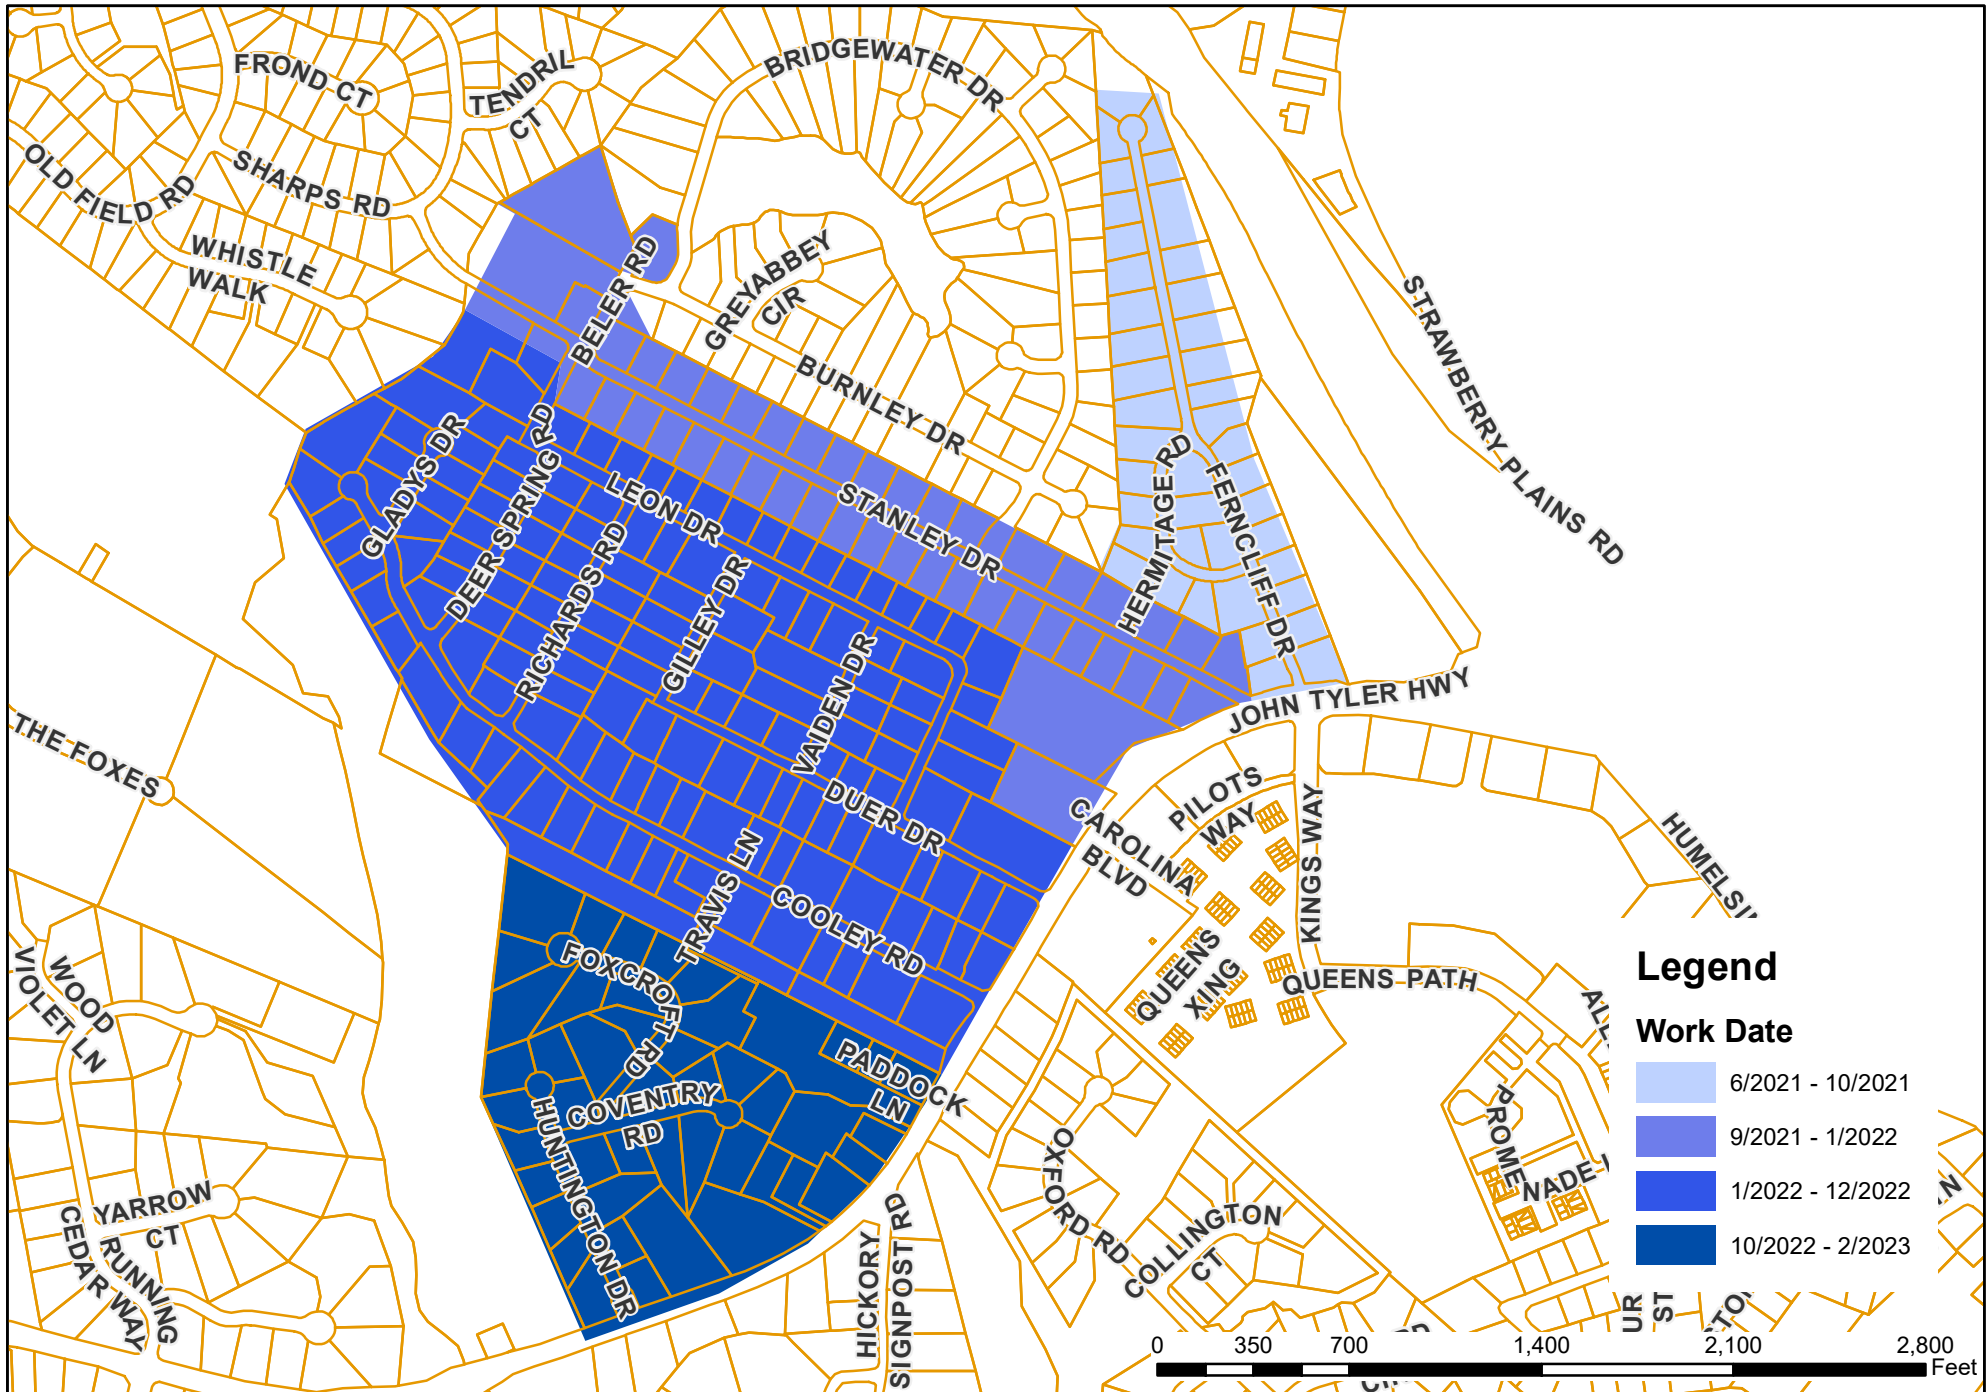 FROND CT
TENDRIL
CT
BRIDGEWATER DR
OLD FIELD RD
SHARPS RD
WHISTLE
WALK
BELER RD
GREYABBEY
CIR
BURNLEY DR
STRAWBERRY PLAINS RD
GLADYS DR
DEER SPRING RD
LEON DR
STANLEY DR
HERMITAGE RD
FERNCLIFF DR
RICHARDS RD
GILLEY DR
VAIDEN DR
JOHN TYLER HWY
THE FOXES
DUER DR
CAROLINA
BLVD
PILOTS
WAY
KINGS WAY
HUMELSI
TRAVIS LN
COOLEY RD
QUEENS
XING
QUEENS PATH
FOXCROFT RD
WOOD
VIOLET LN
PADDOCK
LN
COVENTRY
RD
HUNTINGTON DR
OXFORD RD
COLLINGTON
CT
YARROW
CT
RUNNING
CEDAR WAY
HICKORY
SIGNPOST RD
PROME
NADE
Legend
Work Date
6/2021 - 10/2021
9/2021 - 1/2022
1/2022 - 12/2022
10/2022 - 2/2023
ST
0 350 700 1,400 2,100 2,800
Feet